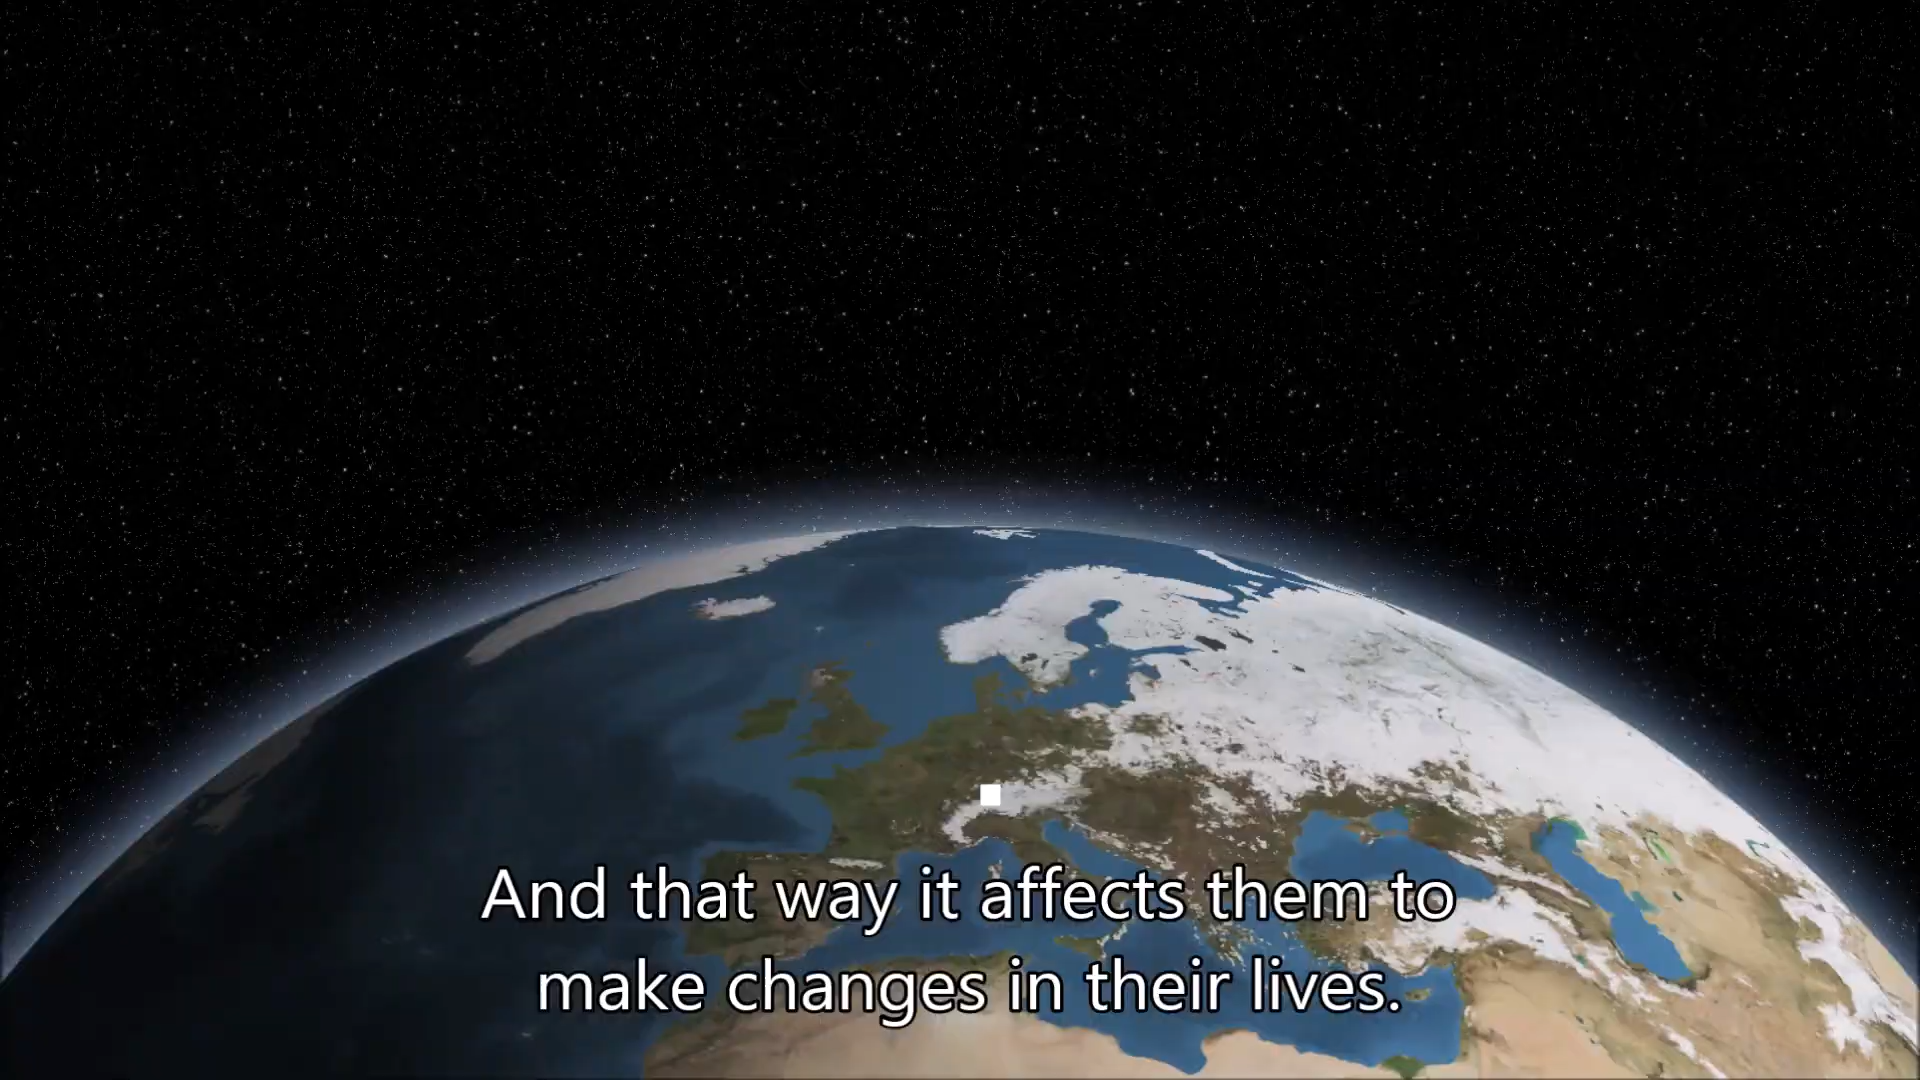 And that way it affects them to
make changes in their lives.